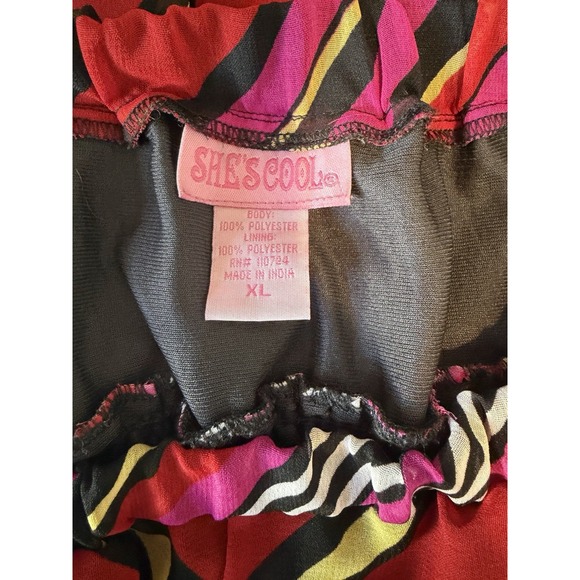 SHE'S COOL®
BODY:
100% POLYESTER
LINING:
100% POLYESTER
RN# 110724
MADE IN INDIA
XL